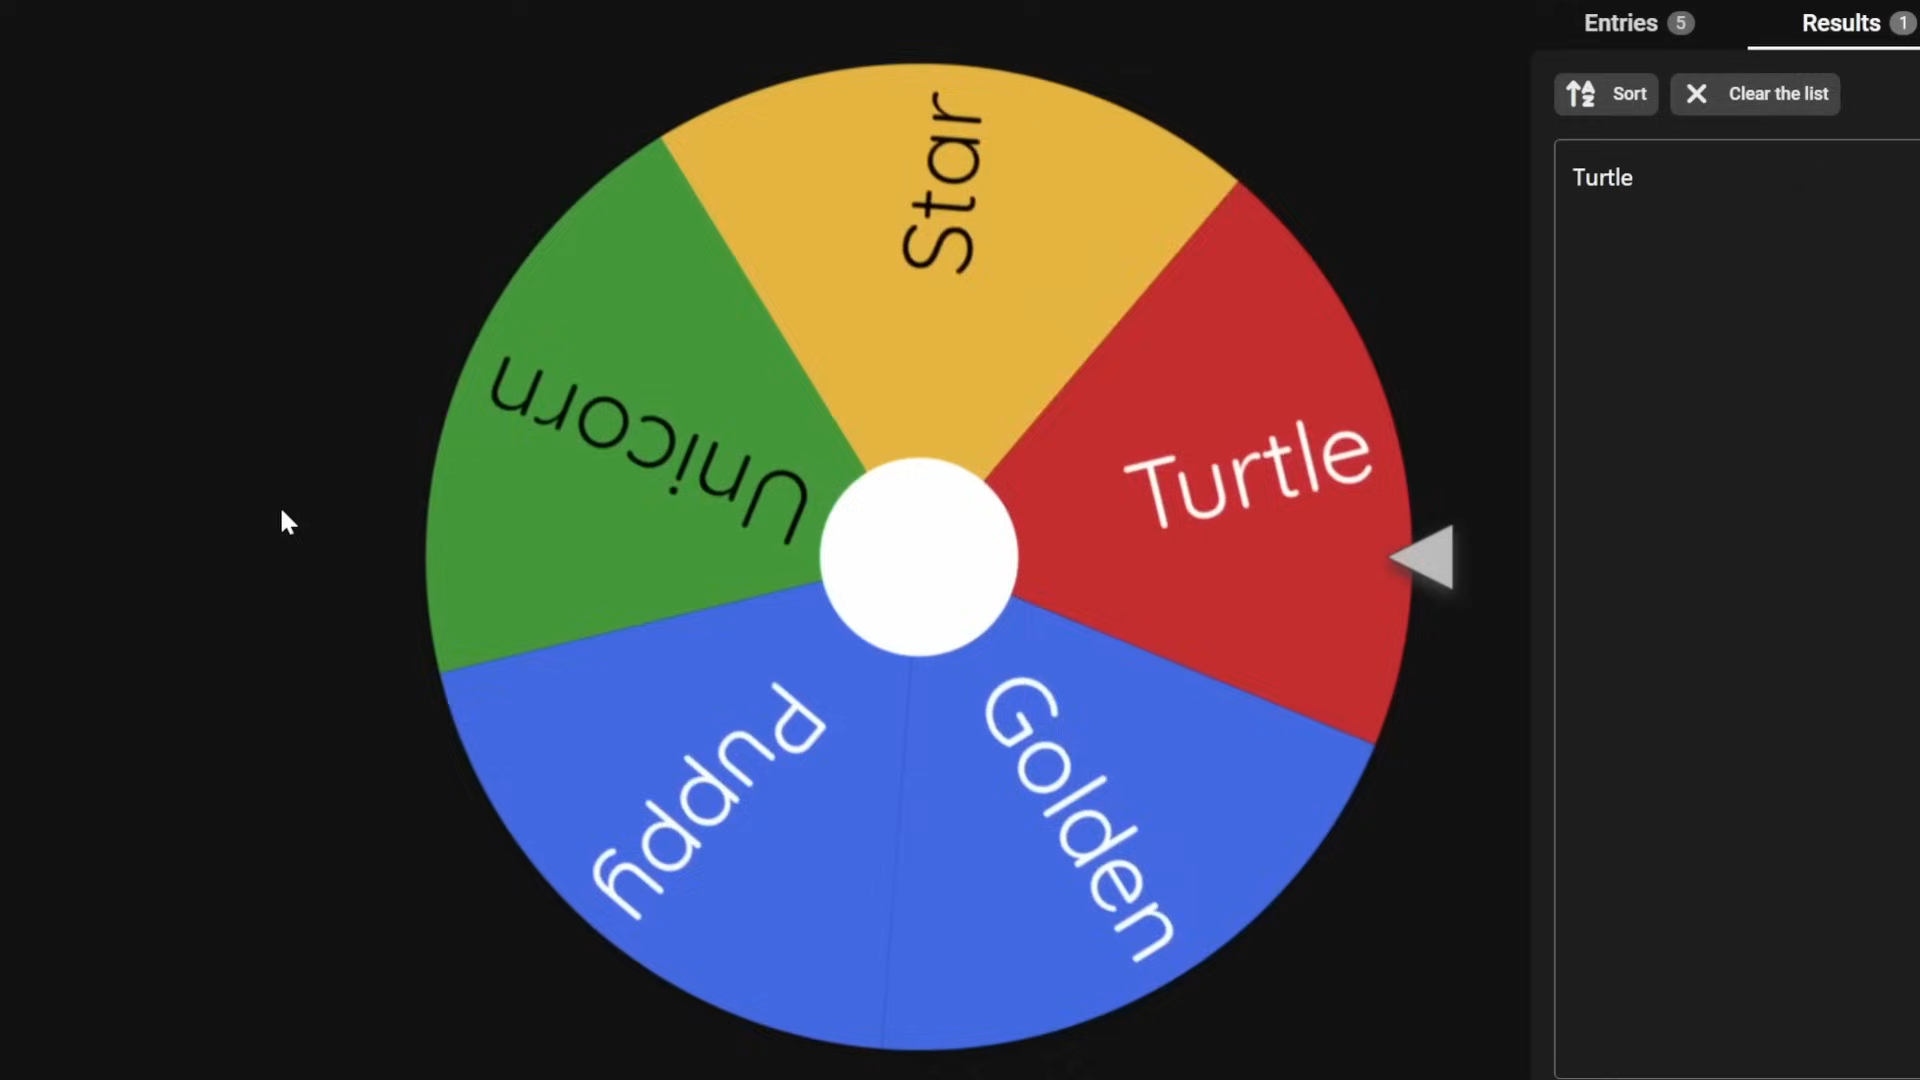 Entries 5
Results 1
Sort
Clear the list
Turtle
Star
Turtle
Unicorn
Puppy
Golden